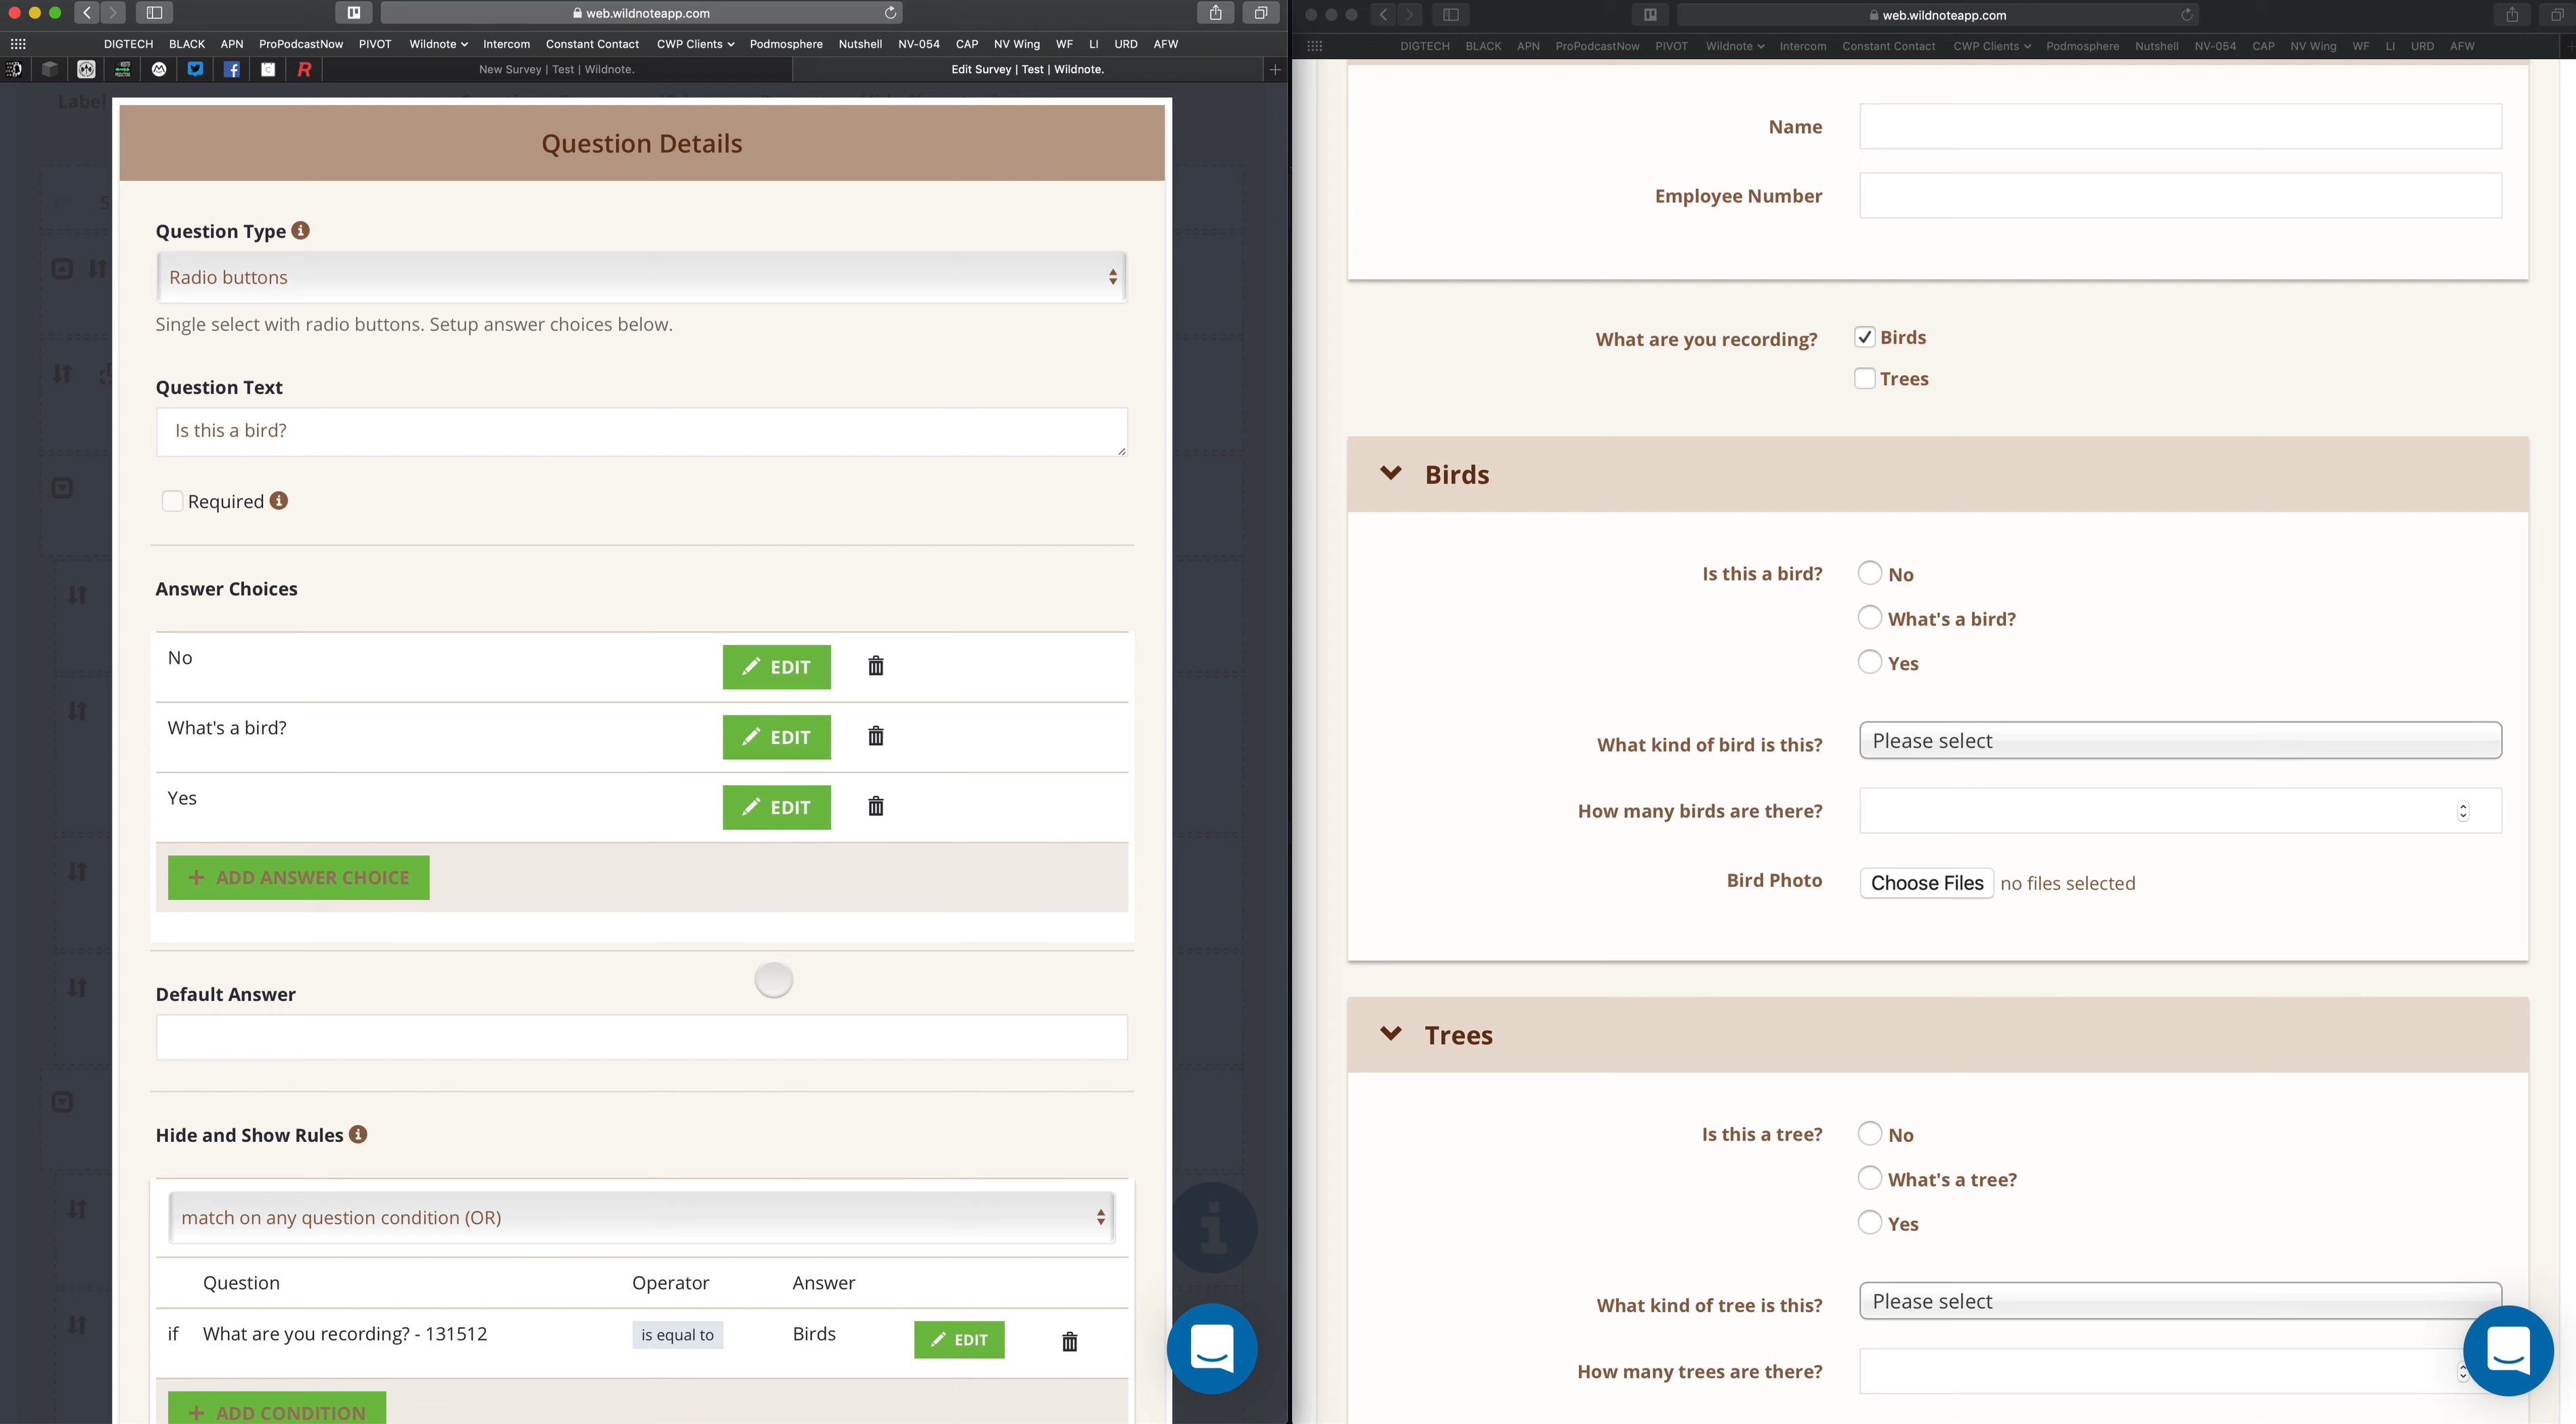 web.wildnoteapp.com
DIGTECH BLACK APN ProPodcastNow PIVOT Wildnote Intercom Constant Contact CWP Clients Podmosphere Nutshell NV-054 CAP NV Wing WF LI URD AFW
New Survey | Test | Wildnote.
Edit Survey | Test | Wildnote.
Label
Question Details
Question Type
Radio buttons
Single select with radio buttons. Setup answer choices below.
Question Text
Is this a bird?
Required
Answer Choices
No EDIT
What's a bird? EDIT
Yes EDIT
+ ADD ANSWER CHOICE
Default Answer
Hide and Show Rules
match on any question condition (OR)
Question Operator Answer
if What are you recording? - 131512 is equal to Birds EDIT
+ ADD CONDITION
web.wildnoteapp.com
DIGTECH BLACK APN ProPodcastNow PIVOT Wildnote Intercom Constant Contact CWP Clients Podmosphere Nutshell NV-054 CAP NV Wing WF LI URD AFW
Name
Employee Number
What are you recording? Birds
Trees
Birds
Is this a bird? No
What's a bird?
Yes
What kind of bird is this? Please select
How many birds are there?
Bird Photo Choose Files no files selected
Trees
Is this a tree? No
What's a tree?
Yes
What kind of tree is this? Please select
How many trees are there?